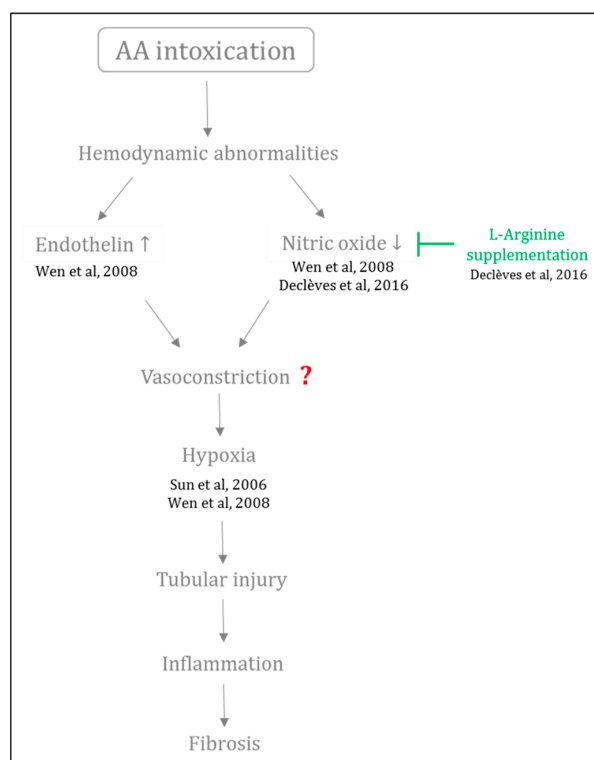 AA intoxication
Hemodynamic abnormalities
Endothelin ↑
Wen et al, 2008
Nitric oxide ↓
Wen et al, 2008
Declèves et al, 2016
L-Arginine
supplementation
Declèves et al, 2016
Vasoconstriction ?
Hypoxia
Sun et al, 2006
Wen et al, 2008
Tubular injury
Inflammation
Fibrosis